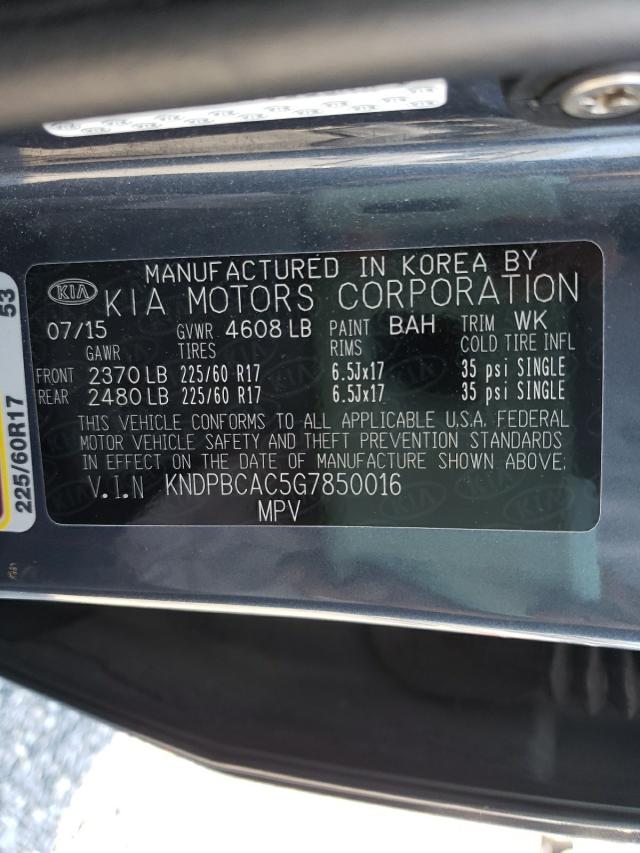 MANUFACTURED IN KOREA BY
KIA KIA MOTORS CORPORATION
07/15 GVWR 4608 LB PAINT BAH TRIM WK
GAWR TIRES RIMS COLD TIRE INFL
FRONT 2370 LB 225/60 R17 6.5Jx17 35 psi SINGLE
REAR 2480 LB 225/60 R17 6.5Jx17 35 psi SINGLE
THIS VEHICLE CONFORMS TO ALL APPLICABLE U.S.A. FEDERAL
MOTOR VEHICLE SAFETY AND THEFT PREVENTION STANDARDS
IN EFFECT ON THE DATE OF MANUFACTURE SHOWN ABOVE;
V.I.N KNDPBCAC5G7850016
MPV
225/60R17 53